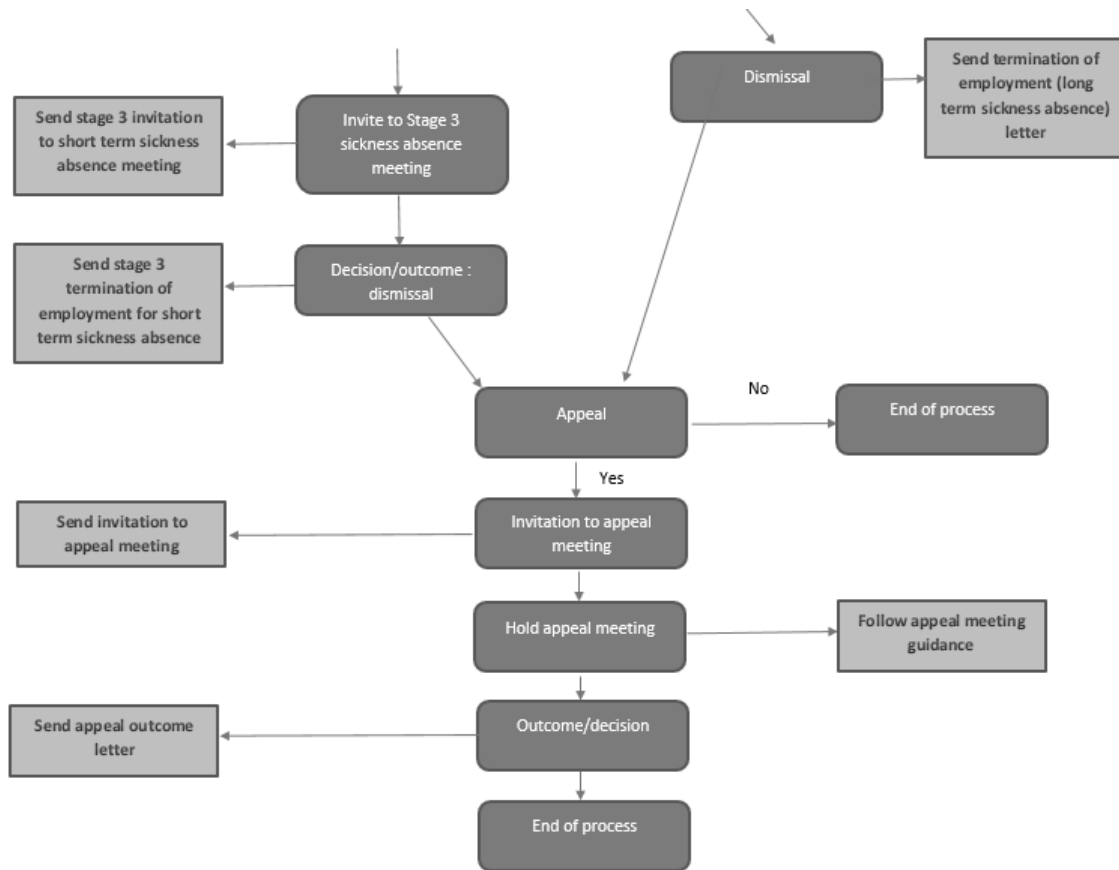 Dismissal
Send termination of
employment (long
term sickness absence)
letter
Send stage 3 invitation
to short term sickness
absence meeting
Invite to Stage 3
sickness absence
meeting
Send stage 3
termination of
employment for short
term sickness absence
Decision/outcome :
dismissal
Appeal
No
End of process
Yes
Send invitation to
appeal meeting
Invitation to appeal
meeting
Hold appeal meeting
Follow appeal meeting
guidance
Send appeal outcome
letter
Outcome/decision
End of process